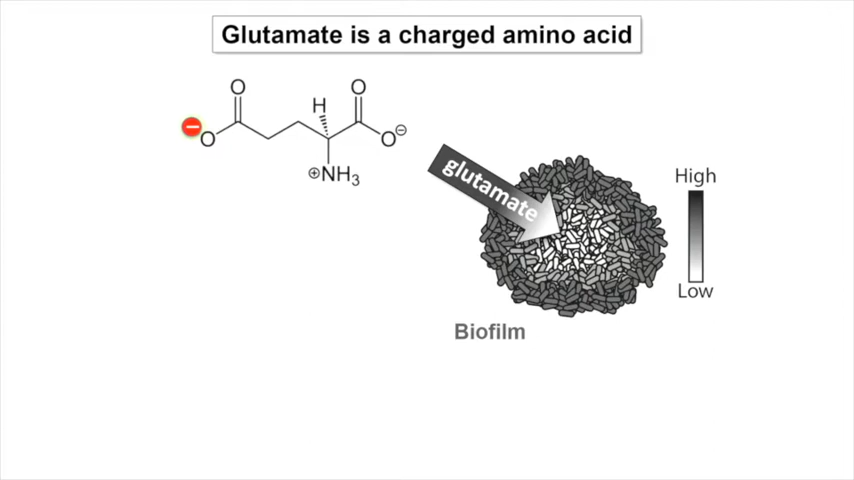 Glutamate is a charged amino acid
O
O
H
⊖
O
O⊖
⊕NH3
glutamate
High
Low
Biofilm